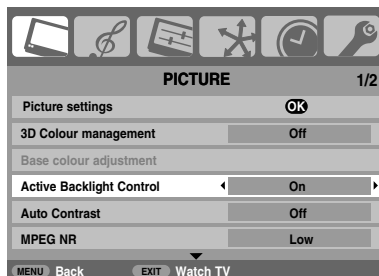 PICTURE 1/2
Picture settings OK
3D Colour management Off
Base colour adjustment
Active Backlight Control On
Auto Contrast Off
MPEG NR Low
MENU Back EXIT Watch TV